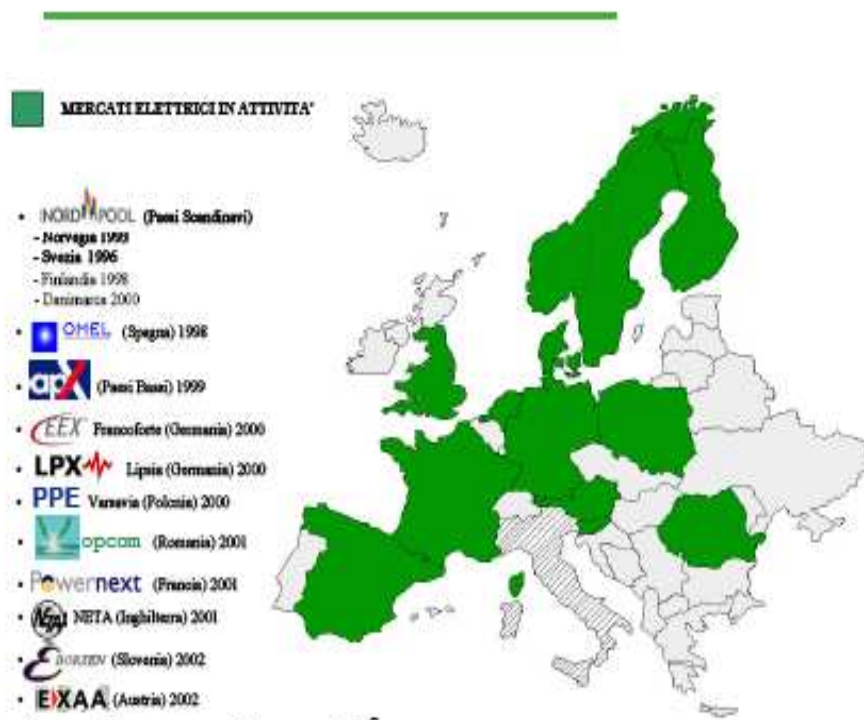 MERCATI ELETTRICI IN ATTIVITA'
NORD POOL (Paesi Scandinavi)
- Norvegia 1993
- Svezia 1996
- Finlandia 1998
- Danimarca 2000
OMEL (Spagna) 1998
apX (Paesi Bassi) 1999
EEX Francoforte (Germania) 2000
LPX Lipsia (Germania) 2000
PPE Varsavia (Polonia) 2000
opcom (Romania) 2001
Powernext (Francia) 2001
NETA (Inghilterra) 2001
(Slovenia) 2002
EXAA (Austria) 2002